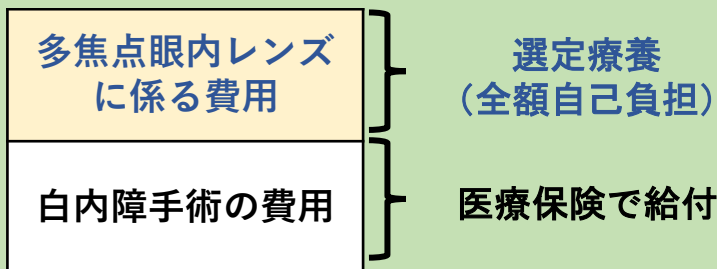 多焦点眼内レンズ
に係る費用
選定療養
（全額自己負担）
白内障手術の費用
医療保険で給付